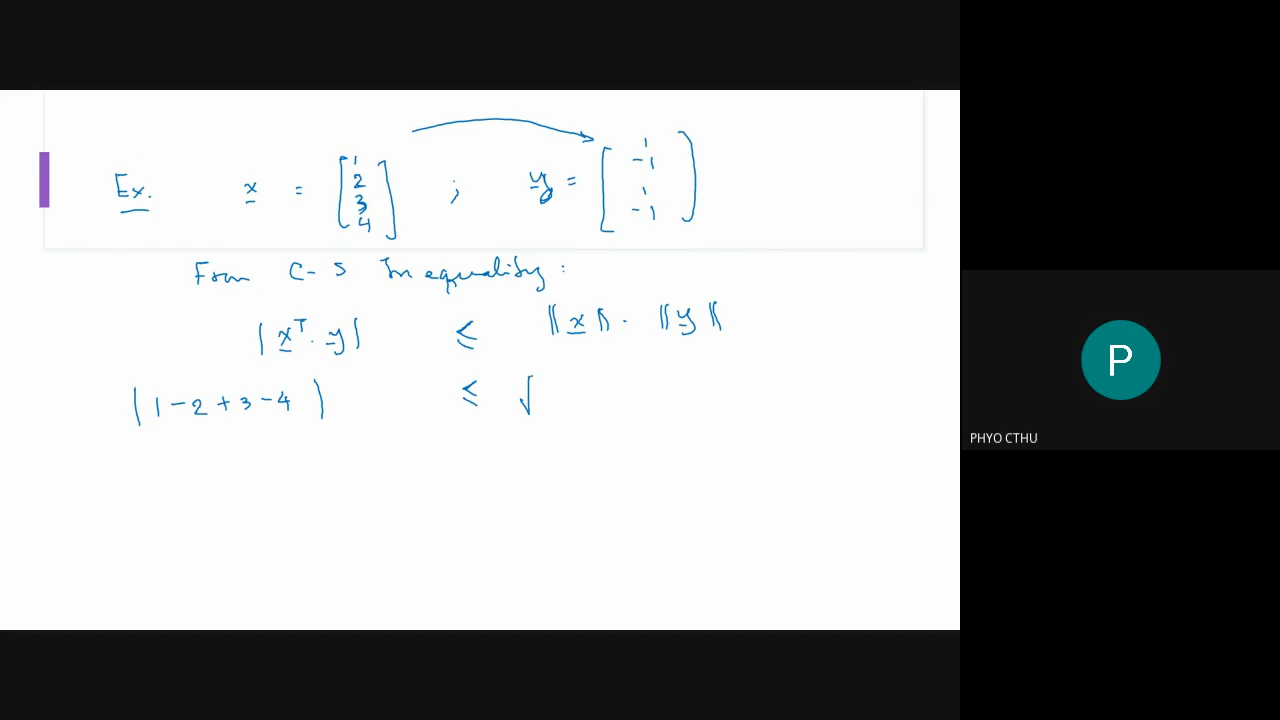 Ex. x = [1 2 3 4] ; y = [1 -1 1 -1]
From C-S Inequality:
|x^T . y| ≤ ||x|| . ||y||
|1 - 2 + 3 - 4| ≤ √
P
PHYO CTHU